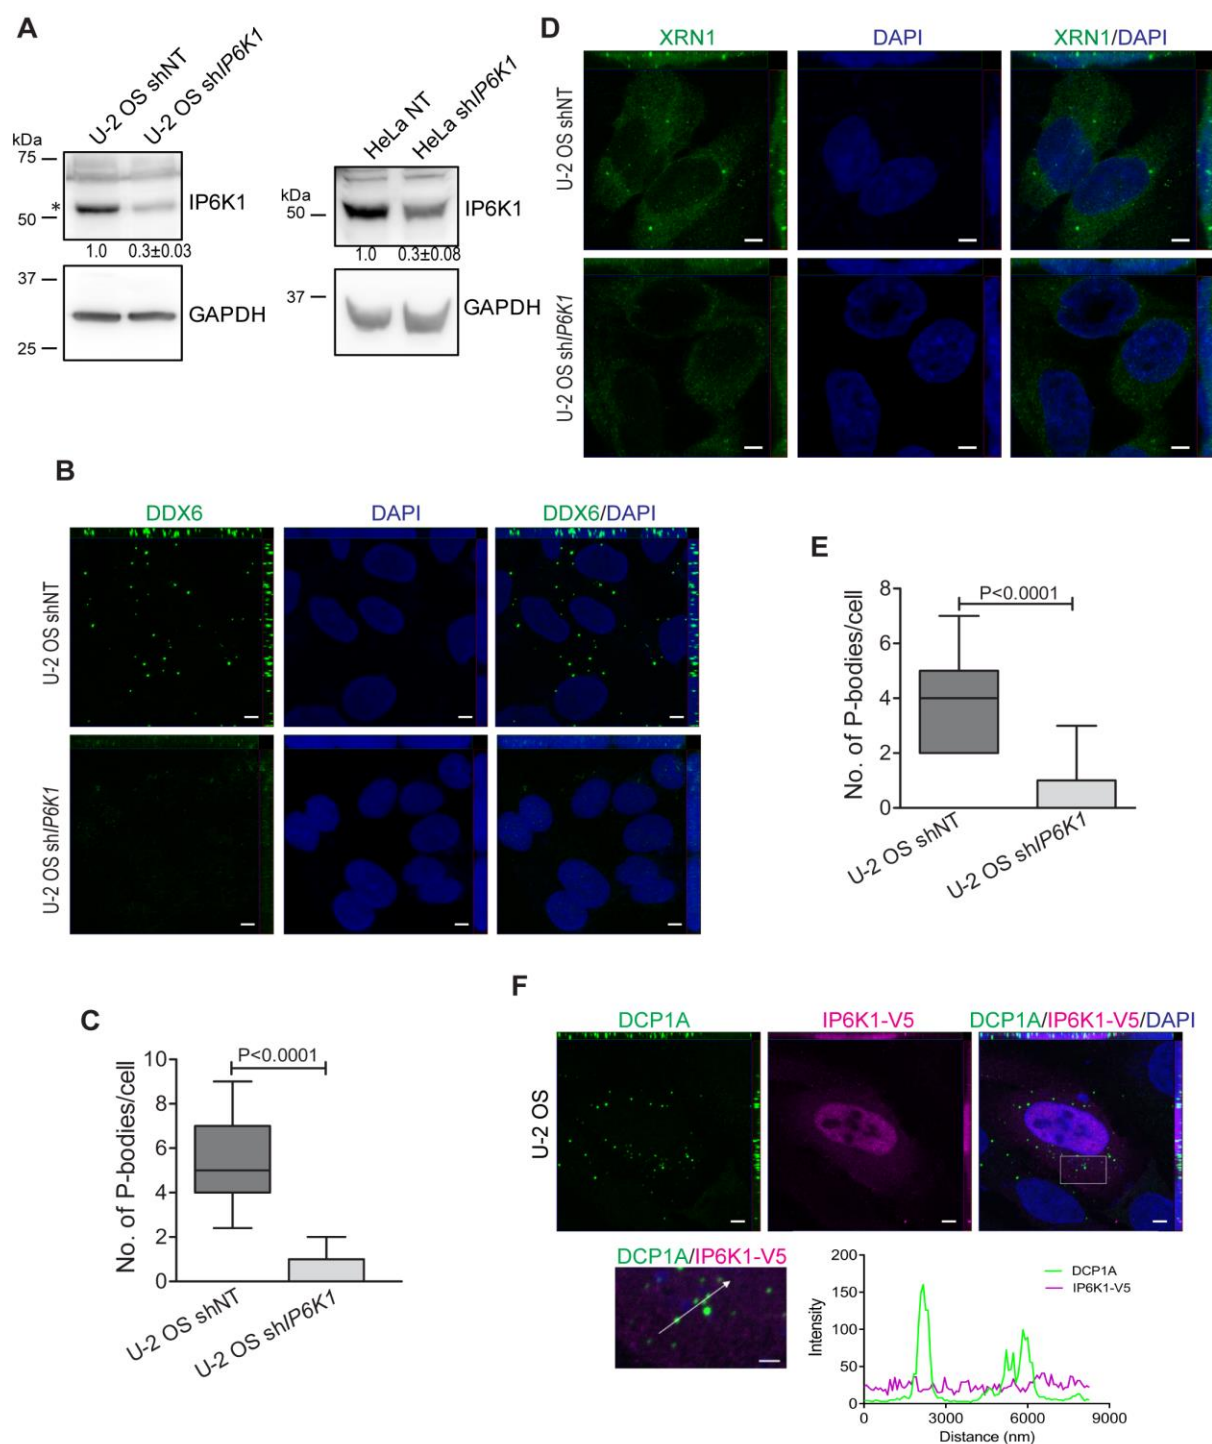 A
U-2 OS shNT
U-2 OS shIP6K1
kDa
75
*
50
IP6K1
1.0 0.3±0.03
37
GAPDH
25
HeLa NT
HeLa shIP6K1
kDa
50
IP6K1
1.0 0.3±0.08
37
GAPDH
B
DDX6 DAPI DDX6/DAPI
U-2 OS shNT
U-2 OS shIP6K1
C
No. of P-bodies/cell
10
8
6
4
2
0
P<0.0001
U-2 OS shNT
U-2 OS shIP6K1
D
XRN1 DAPI XRN1/DAPI
U-2 OS shNT
U-2 OS shIP6K1
E
No. of P-bodies/cell
8
6
4
2
0
P<0.0001
U-2 OS shNT
U-2 OS shIP6K1
F
DCP1A IP6K1-V5 DCP1A/IP6K1-V5/DAPI
U-2 OS
DCP1A/IP6K1-V5
Intensity
200
150
100
50
0
DCP1A
IP6K1-V5
0 3000 6000 9000
Distance (nm)